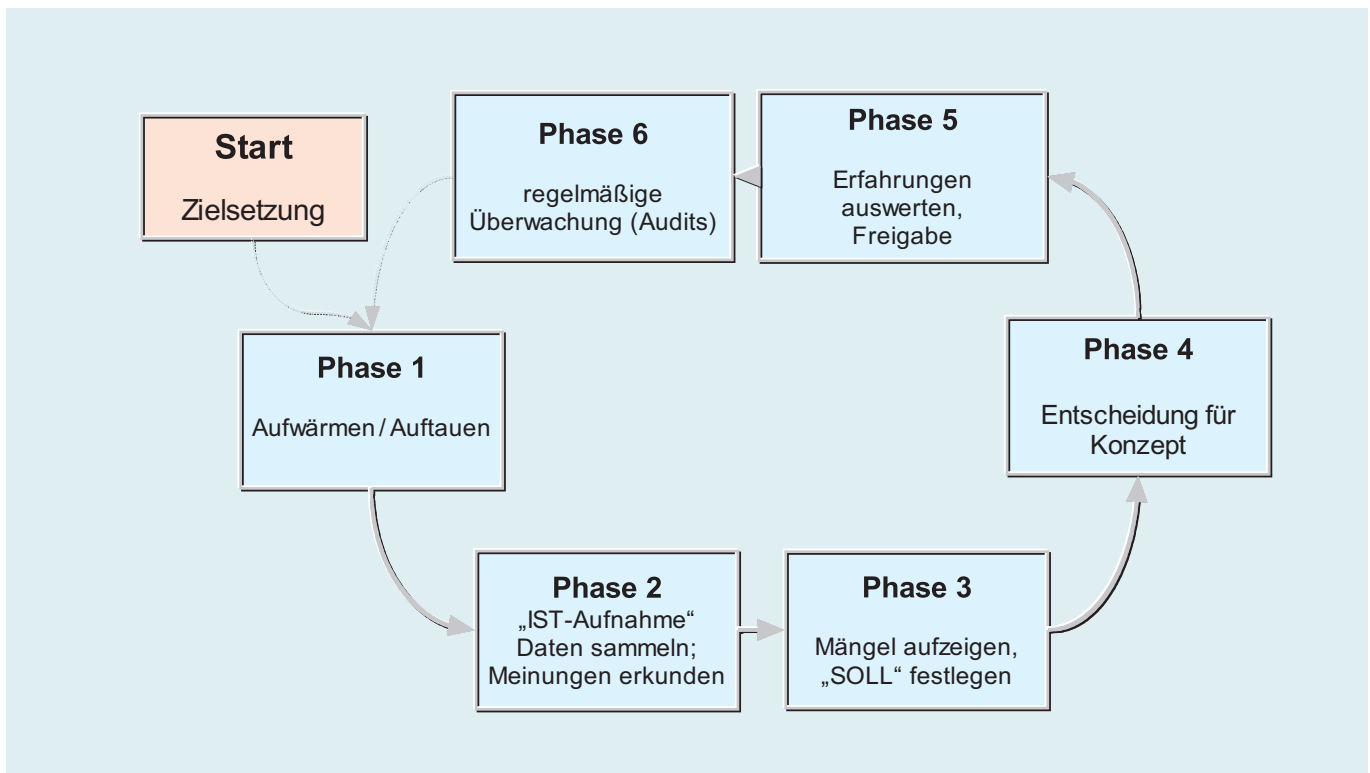 Start
Zielsetzung
Phase 6
regelmäßige
Überwachung (Audits)
Phase 5
Erfahrungen
auswerten,
Freigabe
Phase 1
Aufwärmen / Auftauen
Phase 4
Entscheidung für
Konzept
Phase 2
„IST-Aufnahme“
Daten sammeln;
Meinungen erkunden
Phase 3
Mängel aufzeigen,
„SOLL“ festlegen